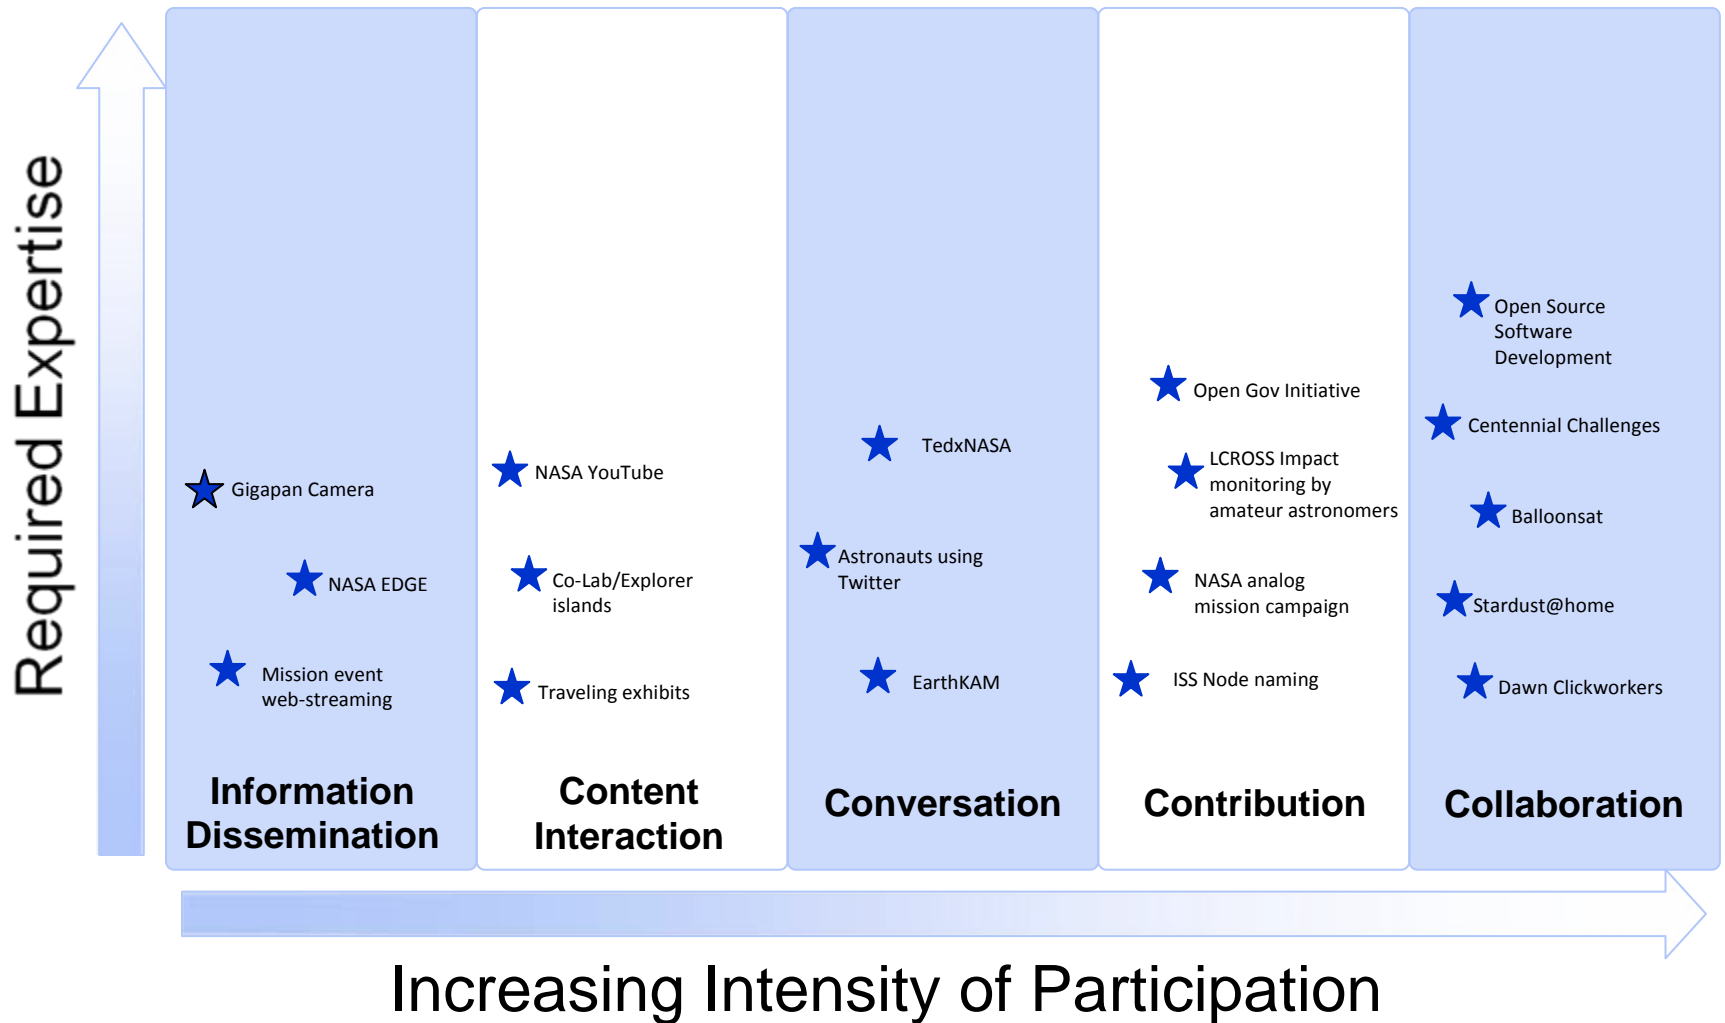 Required Expertise
Gigapan Camera
NASA EDGE
Mission event
web-streaming
Information
Dissemination
NASA YouTube
Co-Lab/Explorer
islands
Traveling exhibits
Content
Interaction
TedxNASA
Astronauts using
Twitter
EarthKAM
Conversation
Open Gov Initiative
LCROSS Impact
monitoring by
amateur astronomers
NASA analog
mission campaign
ISS Node naming
Contribution
Open Source
Software
Development
Centennial Challenges
Balloonsat
Stardust@home
Dawn Clickworkers
Collaboration
Increasing Intensity of Participation